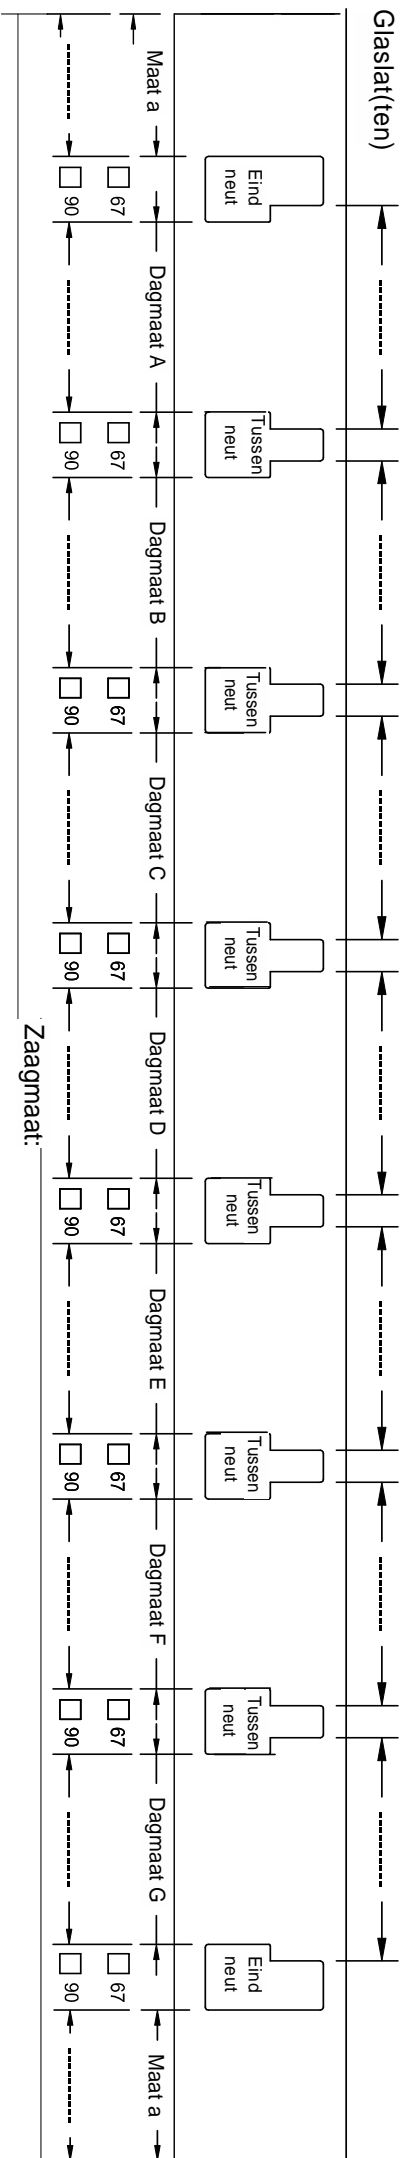 Glaslat(ten)
Eind
neut
Tussen
neut
Tussen
neut
Tussen
neut
Tussen
neut
Tussen
neut
Tussen
neut
Eind
neut
Maat a
Dagmaat A
Dagmaat B
Dagmaat C
Dagmaat D
Dagmaat E
Dagmaat F
Dagmaat G
Maat a
67
67
67
67
67
67
67
67
90
90
90
90
90
90
90
90
Zaagmaat: